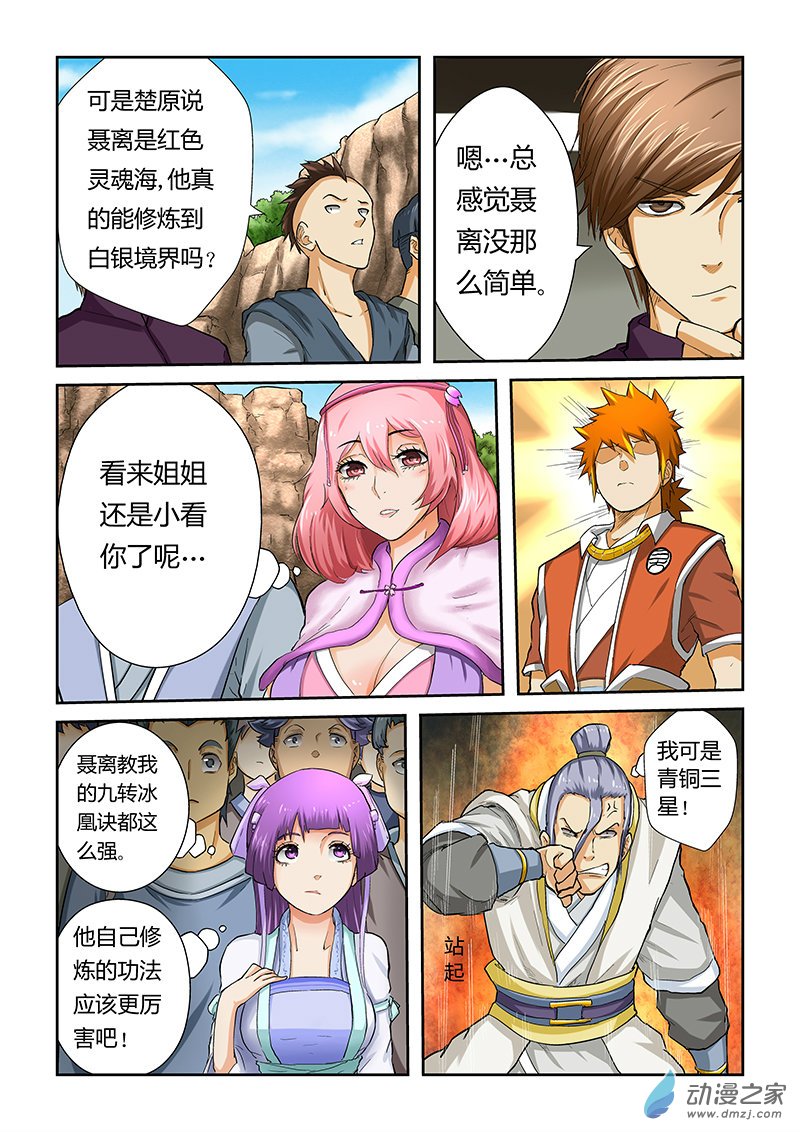 可是楚原说
聂离是红色
灵魂海,他真
的能修炼到
白银境界吗?
嗯…总
感觉聂
离没那
么简单。
看来姐姐
还是小看
你了呢…
聂离教我
的九转冰
凰诀都这
么强。
他自己修
炼的功法
应该更厉
害吧!
我可是
青铜三
星!
站
起
动漫之家
www.dmzj.com